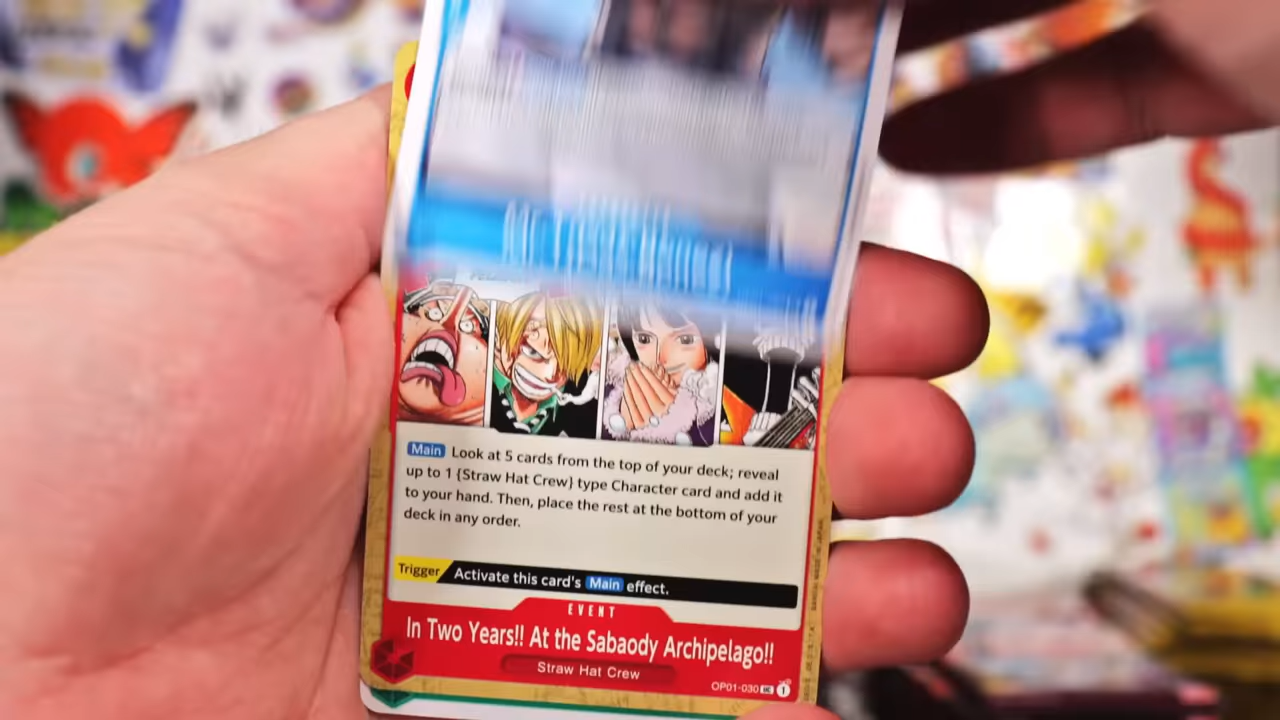 Main Look at 5 cards from the top of your deck; reveal
up to 1 {Straw Hat Crew} type Character card and add it
to your hand. Then, place the rest at the bottom of your
deck in any order.
Trigger Activate this card's Main effect.
EVENT
In Two Years!! At the Sabaody Archipelago!!
Straw Hat Crew
OP01-030 UC 1